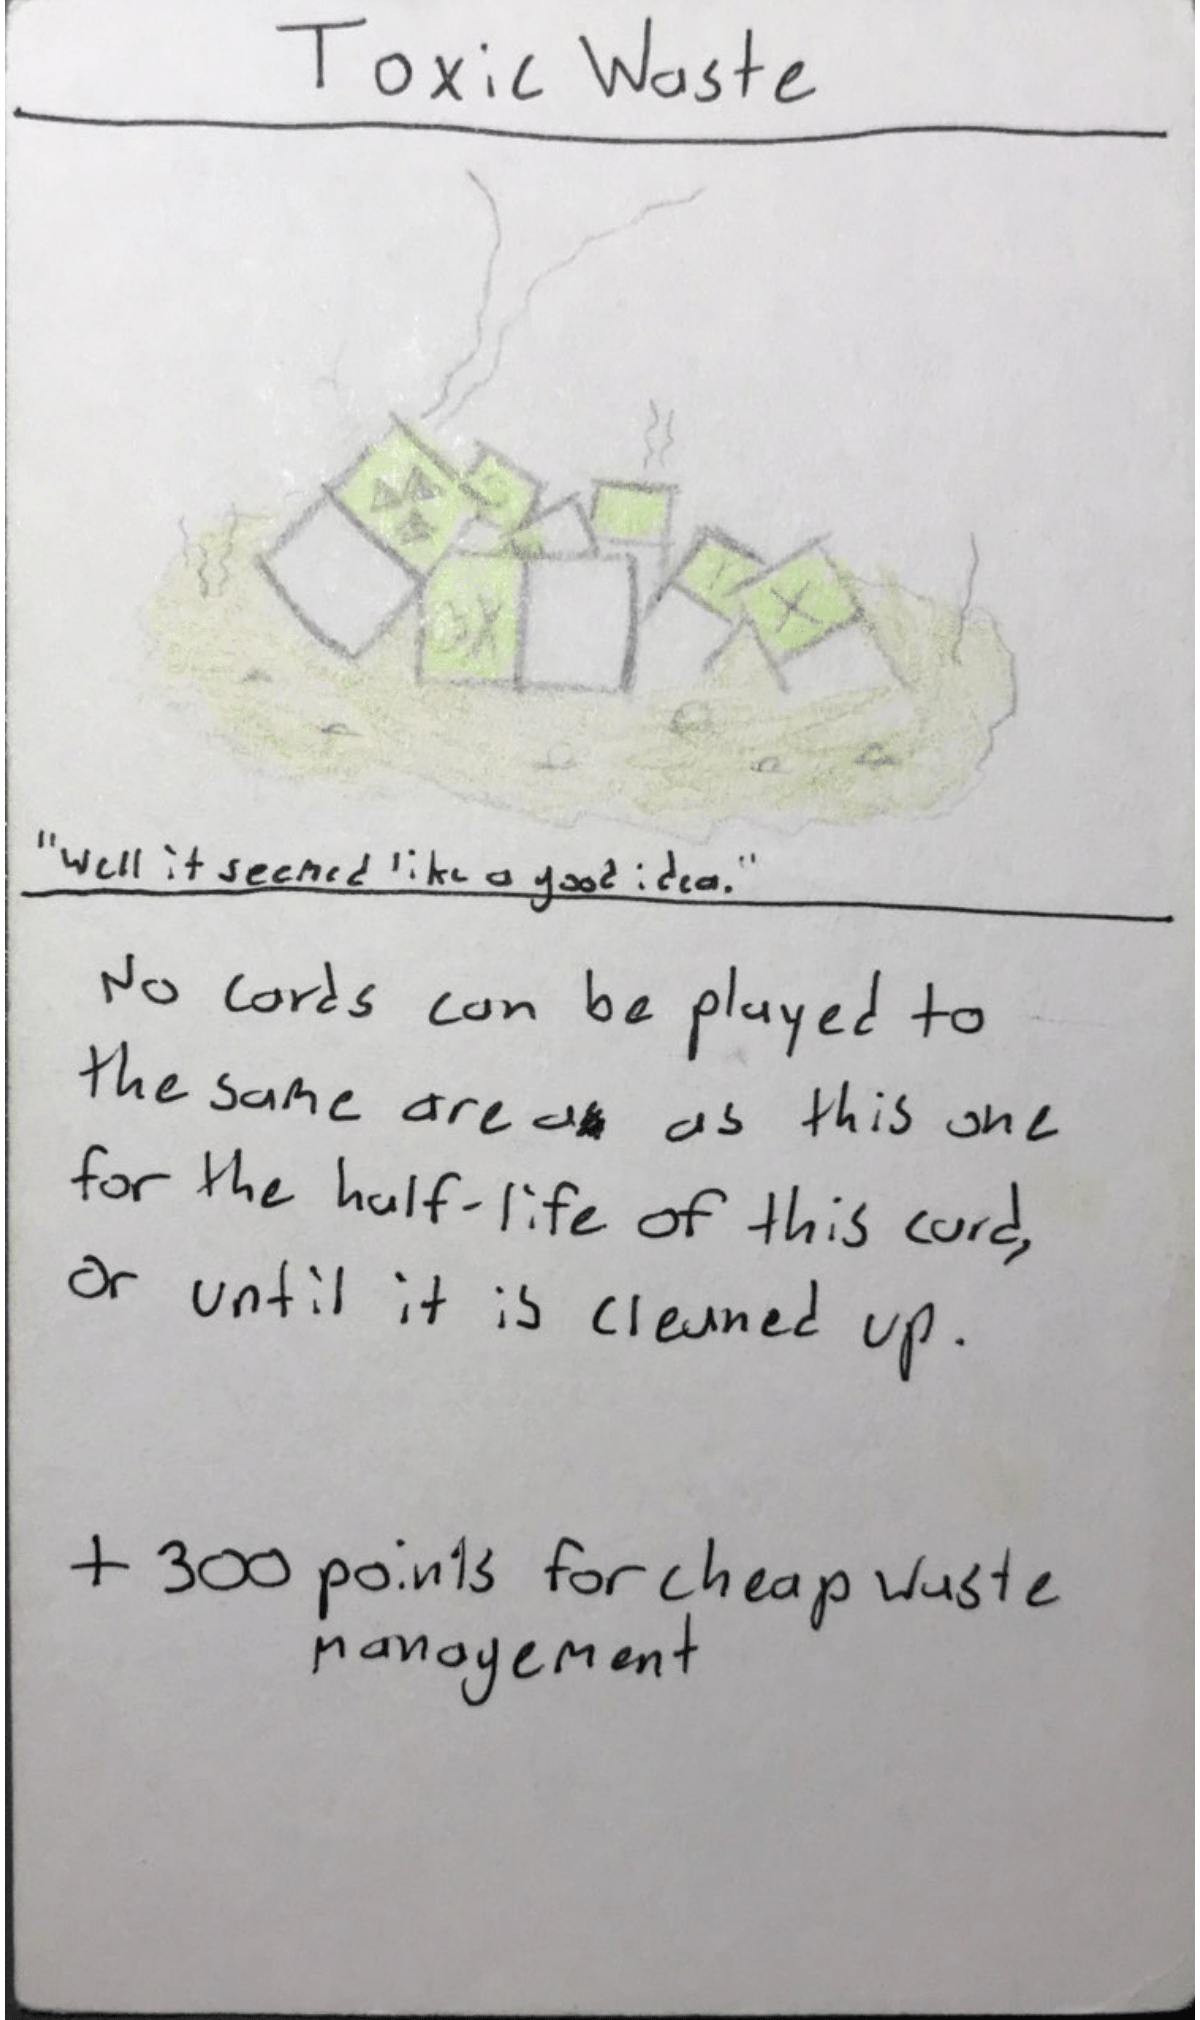 Toxic Waste
"Well it seemed like a good idea."
No cards can be played to
the same area as this one
for the half-life of this card,
or until it is cleaned up.
+ 300 points for cheap waste
management